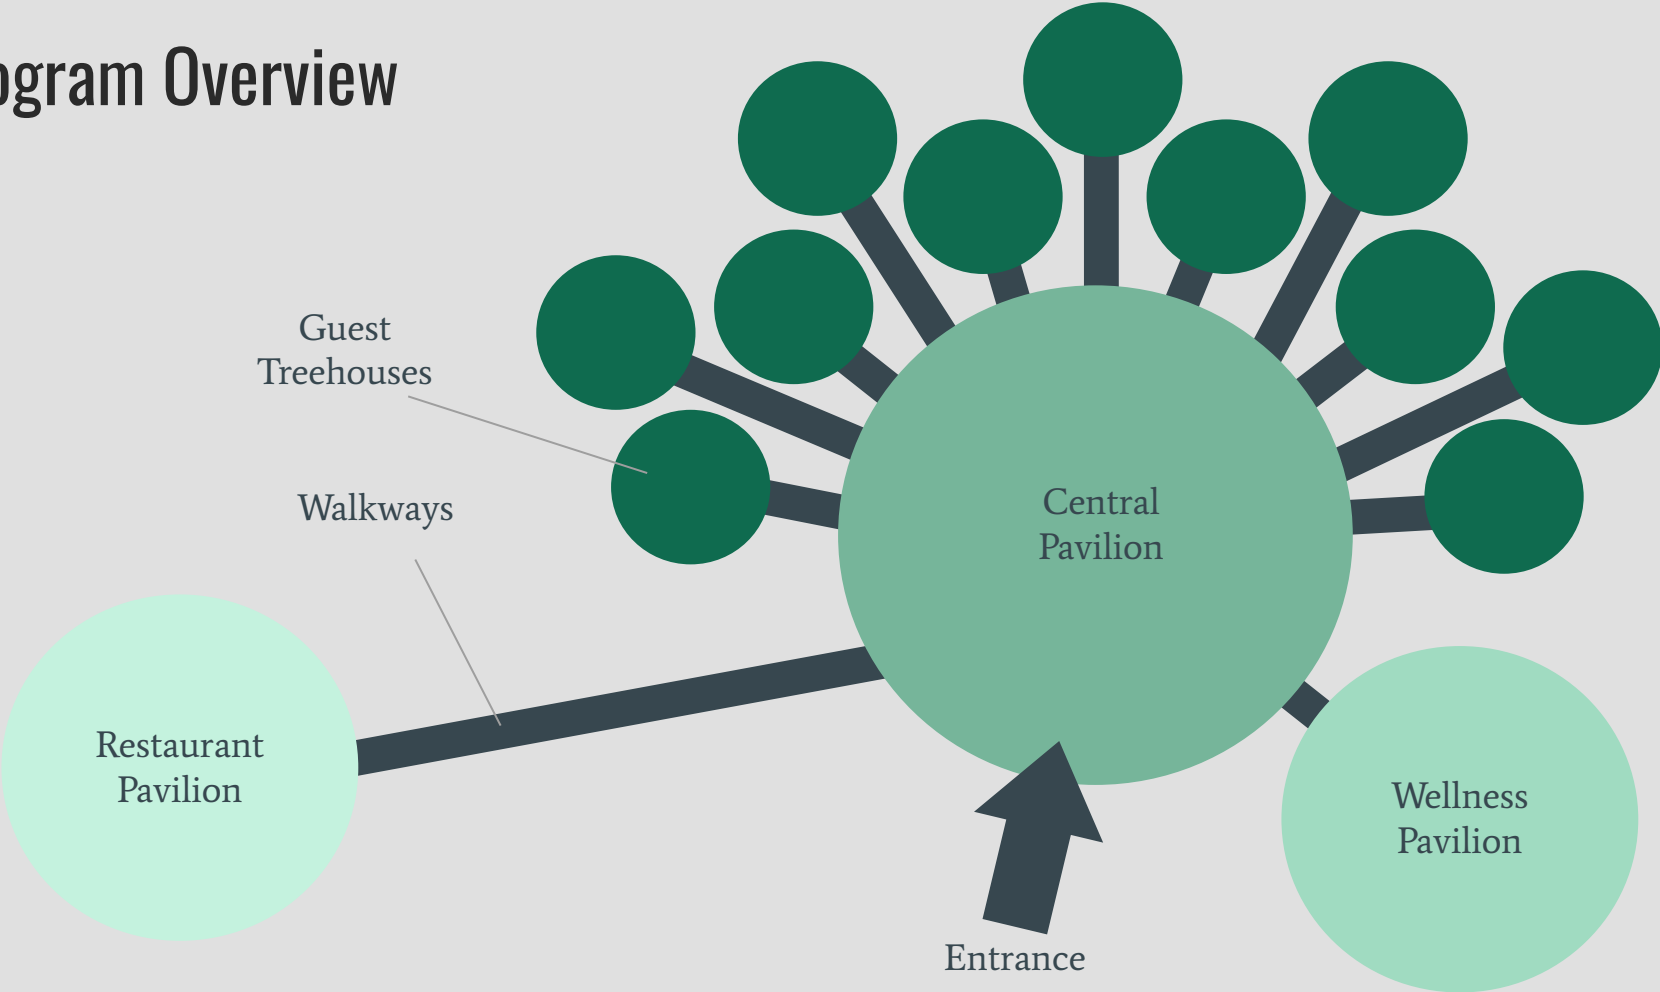 ogram Overview
Guest
Treehouses
Walkways
Central
Pavilion
Restaurant
Pavilion
Wellness
Pavilion
Entrance